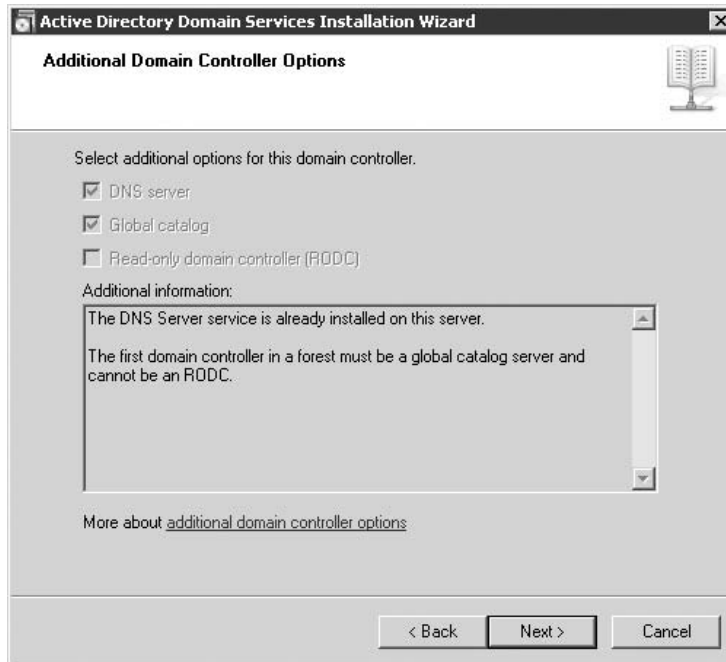 Active Directory Domain Services Installation Wizard
Additional Domain Controller Options
Select additional options for this domain controller.
DNS server
Global catalog
Read-only domain controller (RODC)
Additional information:
The DNS Server service is already installed on this server.
The first domain controller in a forest must be a global catalog server and
cannot be an RODC.
More about additional domain controller options
< Back
Next >
Cancel